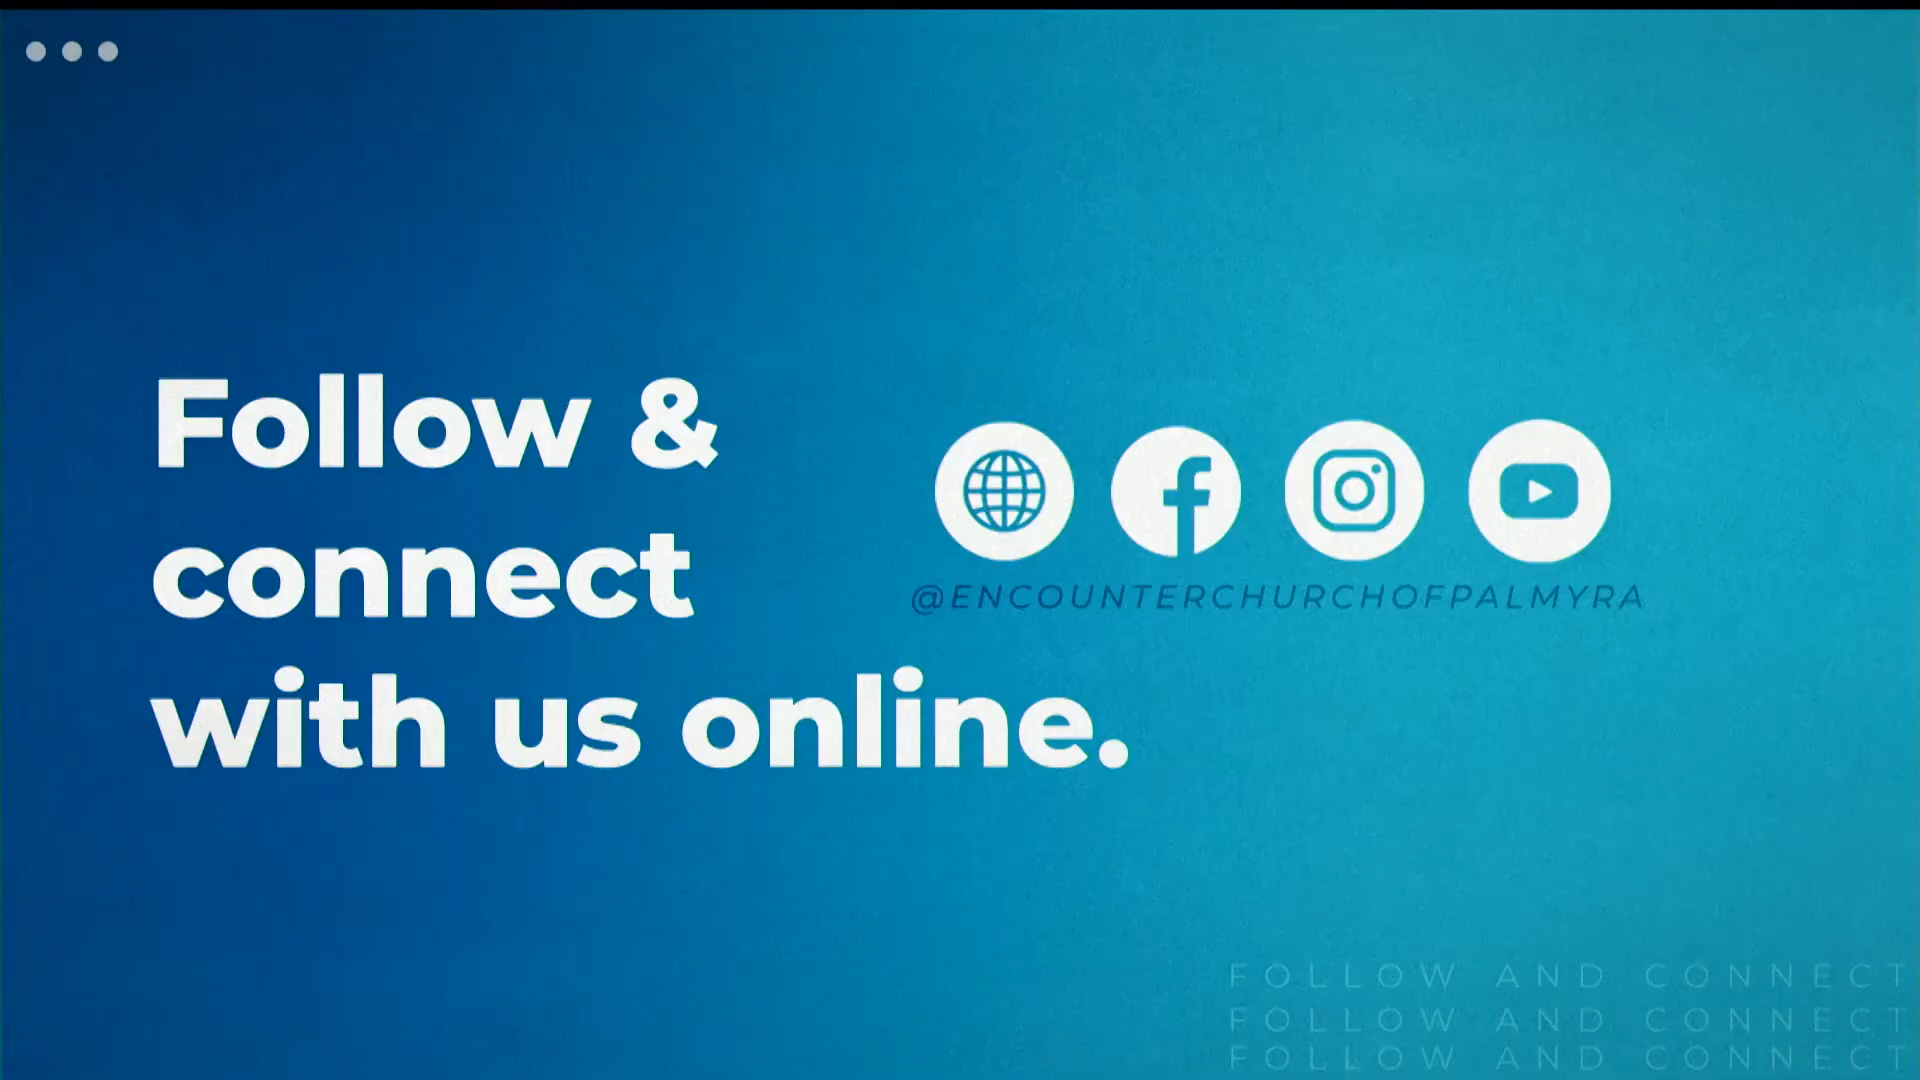 Follow &
connect
with us online.
@ENCOUNTERCHURCHOFPALMYRA
FOLLOW AND CONNECT
FOLLOW AND CONNECT
FOLLOW AND CONNECT